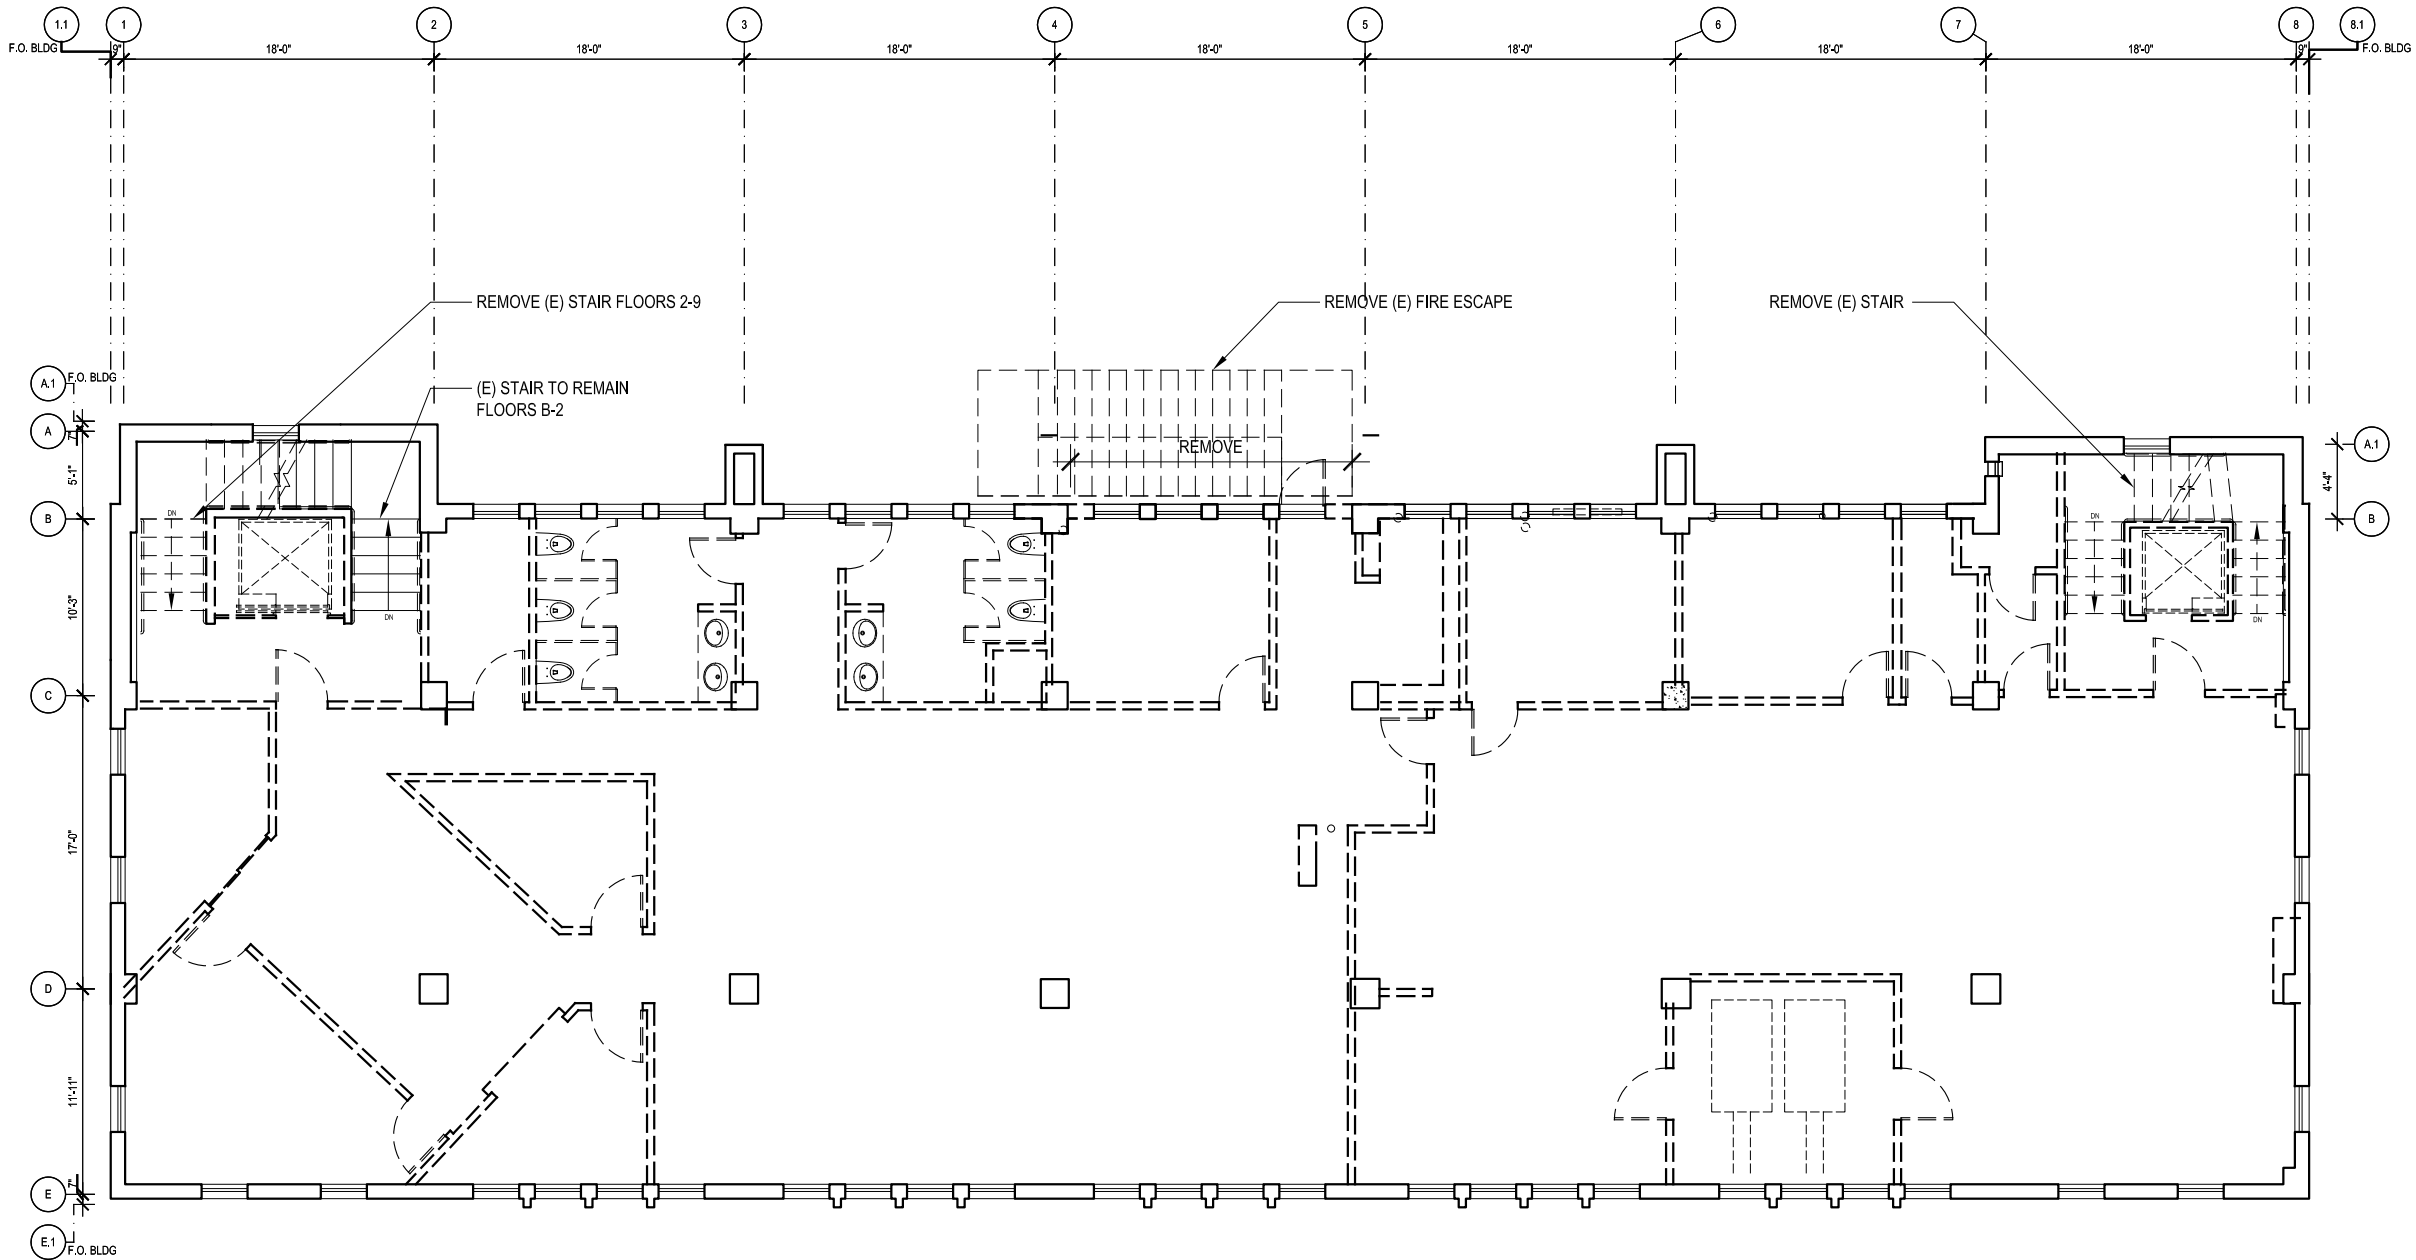 1.1 1 2 3 4 5 6 7 8 8.1
F.O. BLDG 9" 18'-0" 18'-0" 18'-0" 18'-0" 18'-0" 18'-0" 18'-0" 9" F.O. BLDG
REMOVE (E) STAIR FLOORS 2-9
REMOVE (E) FIRE ESCAPE
REMOVE (E) STAIR
A.1 F.O. BLDG
(E) STAIR TO REMAIN
FLOORS B-2
A
7"
A.1
REMOVE
5'-1"
4'-4"
B
DN
DN
B
10'-3"
DN
DN
C
17'-0"
D
11'-11"
E
7"
E.1 F.O. BLDG